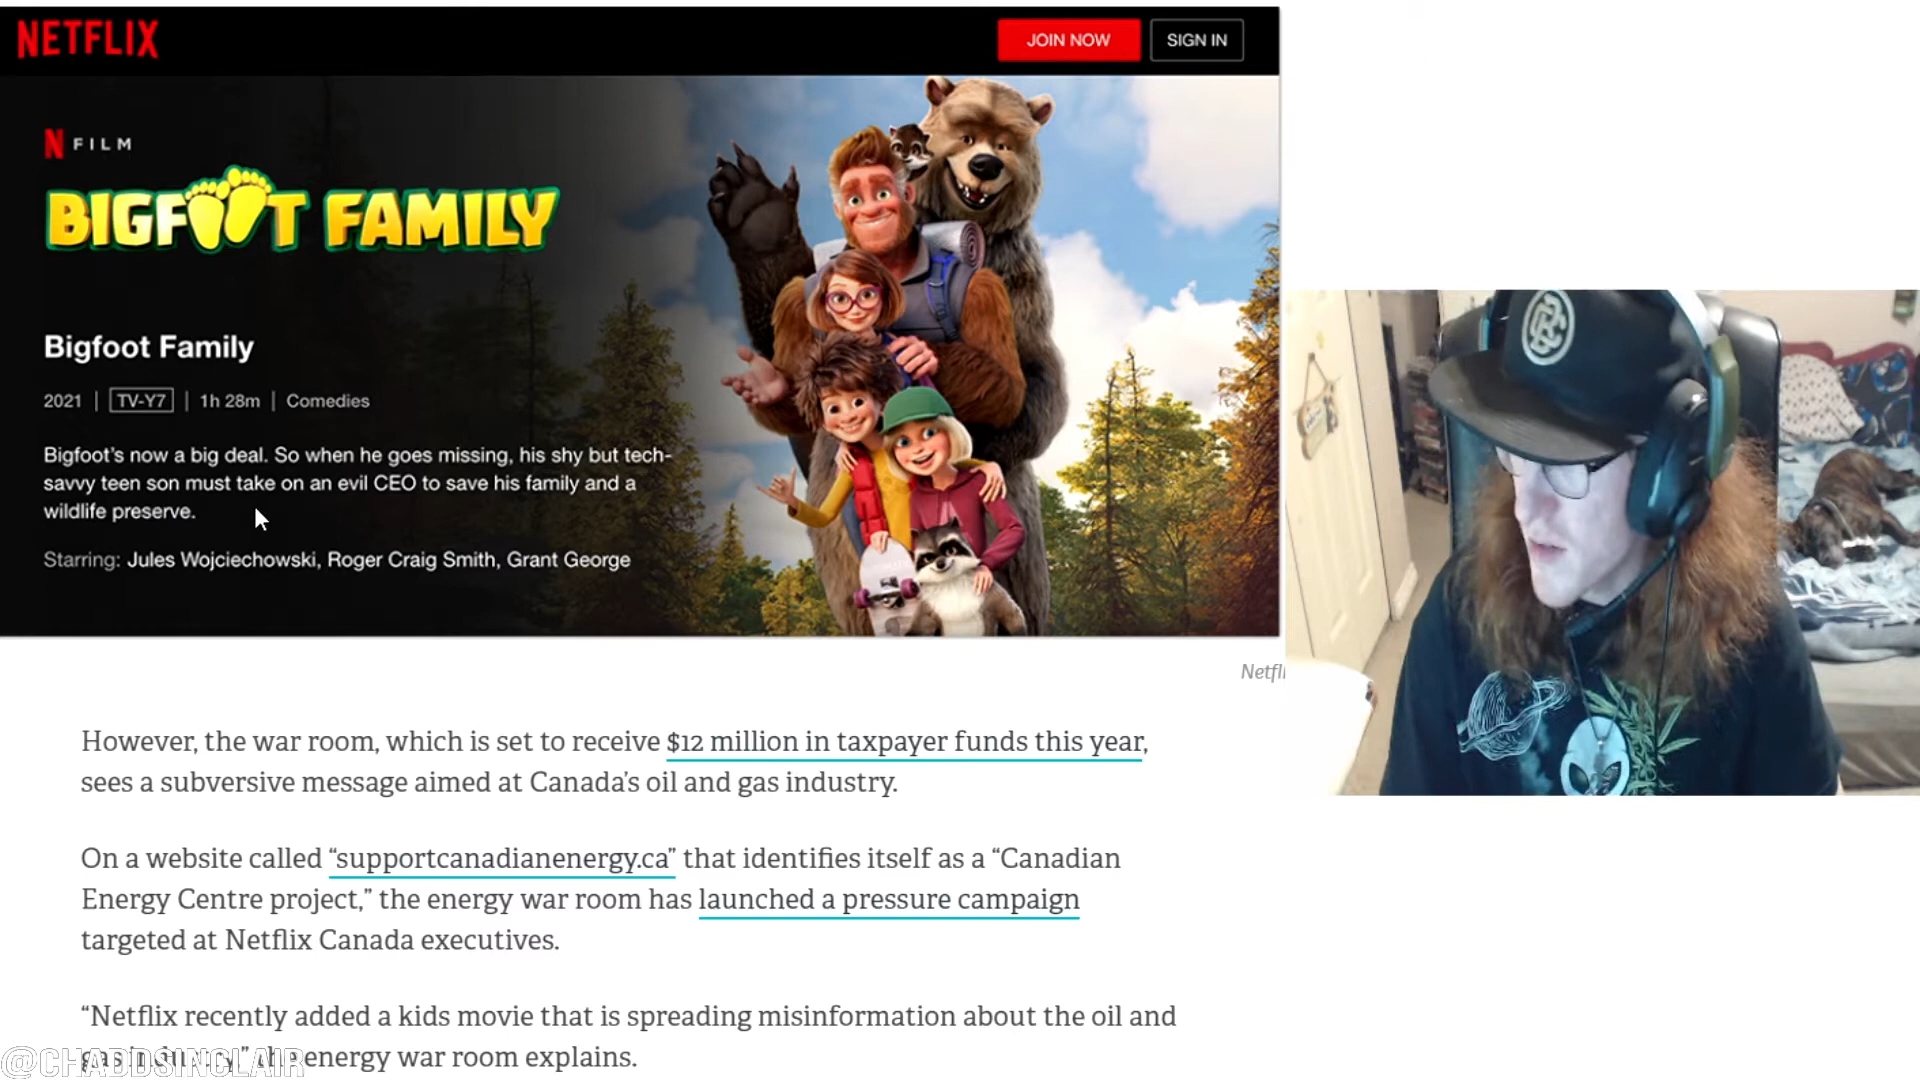 NETFLIX
JOIN NOW
SIGN IN
N FILM
BIGFOOT FAMILY
Bigfoot Family
2021 | TV-Y7 | 1h 28m | Comedies
Bigfoot's now a big deal. So when he goes missing, his shy but tech-
savvy teen son must take on an evil CEO to save his family and a
wildlife preserve.
Starring: Jules Wojciechowski, Roger Craig Smith, Grant George
However, the war room, which is set to receive $12 million in taxpayer funds this year,
sees a subversive message aimed at Canada’s oil and gas industry.
On a website called “supportcanadianenergy.ca” that identifies itself as a “Canadian
Energy Centre project,” the energy war room has launched a pressure campaign
targeted at Netflix Canada executives.
“Netflix recently added a kids movie that is spreading misinformation about the oil and
gas industry,” the energy war room explains.
@CHADDSINCLAIR